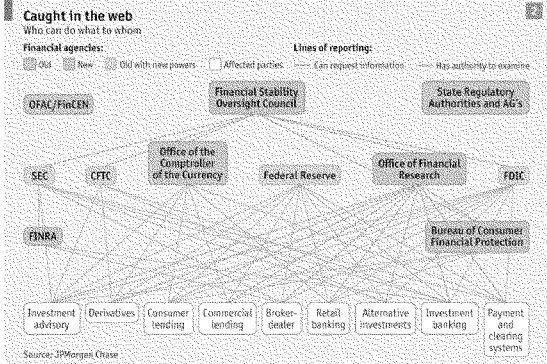 2
Caught in the web
Who can do what to whom
Financial agencies:
Lines of reporting:
Old
New
Old with new powers
Affected parties
Can request information
Has authority to examine
OFAC/FinCEN
Financial Stability
Oversight Council
State Regulatory
Authorities and AG's
SEC
CFTC
Office of the
Comptroller
of the Currency
Federal Reserve
Office of Financial
Research
FDIC
FINRA
Bureau of Consumer
Financial Protection
Investment
advisory
Derivatives
Consumer
lending
Commercial
lending
Broker-
dealer
Retail
banking
Alternative
investments
Investment
banking
Payment
and
clearing
systems
Source: JPMorgan Chase